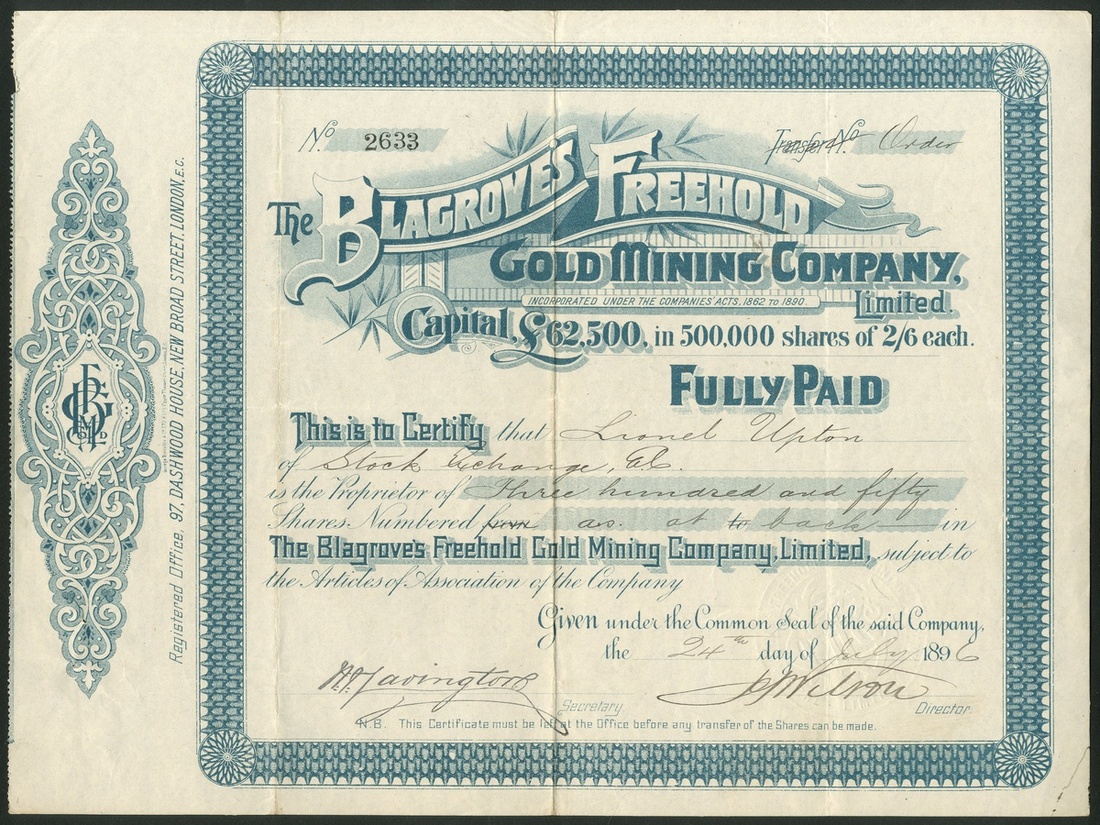 No. 2633
Transfer No. Order
The BLAGROVE'S FREEHOLD
GOLD MINING COMPANY,
Limited.
INCORPORATED UNDER THE COMPANIES' ACTS, 1862 TO 1890.
Capital, £62,500, in 500,000 shares of 2/6 each.
FULLY PAID
This is to Certify that Lionel Upton
of Stock Exchange, E.C.
is the Proprietor of Three hundred and fifty
Shares Numbered from as. at to back in
The Blagrove's Freehold Gold Mining Company, Limited, subject to
the Articles of Association of the Company
Given under the Common Seal of the said Company,
the 24th day of July 1896
Secretary
Director
N.B. This Certificate must be left at the Office before any transfer of the Shares can be made.
Registered Office, 97, DASHWOOD HOUSE, NEW BROAD STREET, LONDON, E.C.